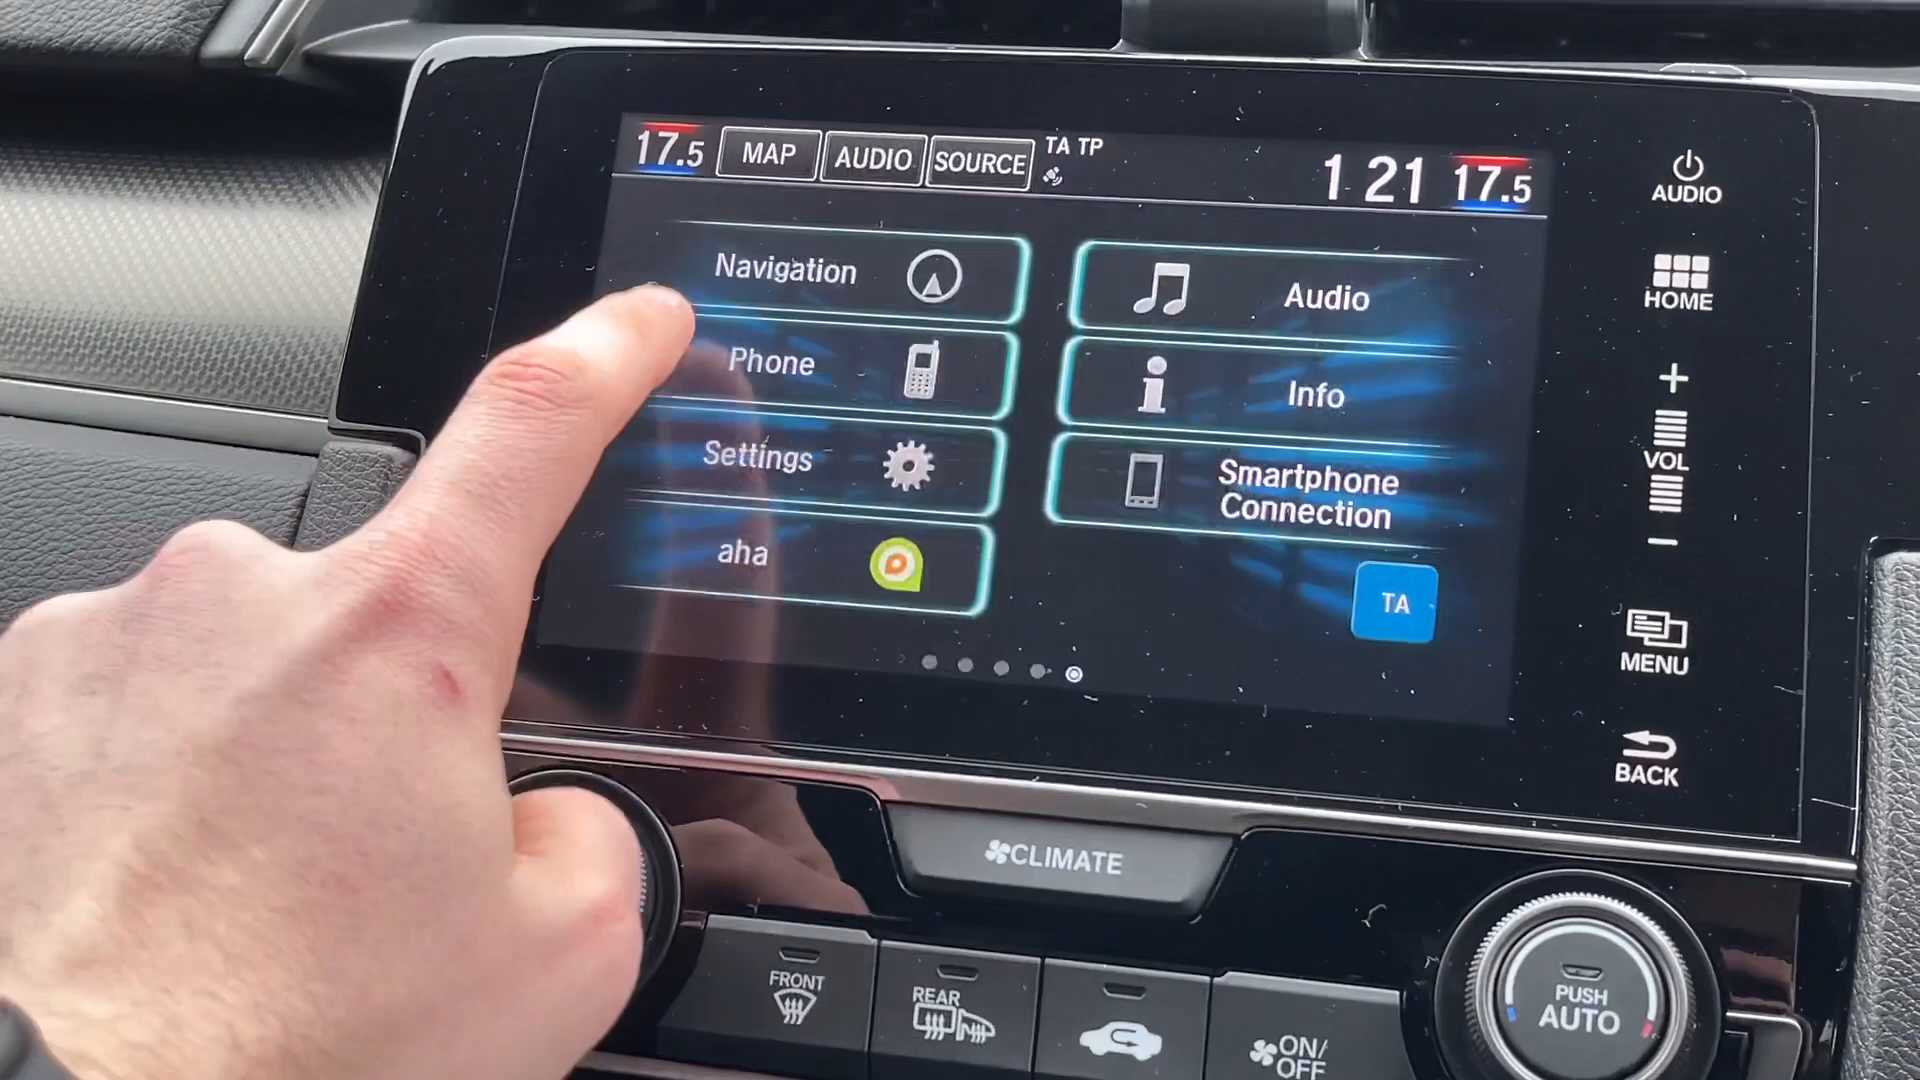 17.5 MAP AUDIO SOURCE TA TP 1 21 17.5
AUDIO
HOME
+
VOL
−
MENU
BACK
Navigation
Audio
Phone
Info
Settings
Smartphone
Connection
aha
TA
CLIMATE
FRONT
REAR
ON/
OFF
PUSH
AUTO